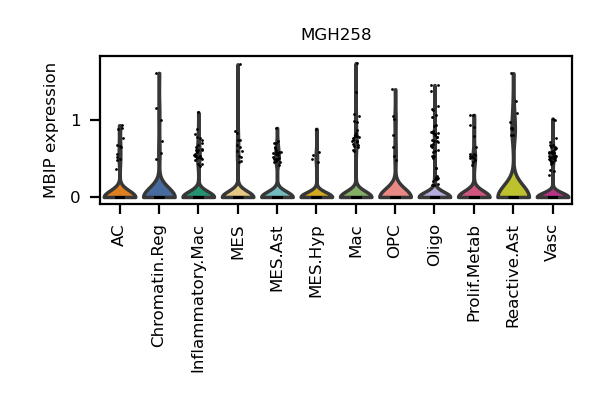 MGH258
MBIP expression
1
0
AC
Chromatin.Reg
Inflammatory.Mac
MES
MES.Ast
MES.Hyp
Mac
OPC
Oligo
Prolif.Metab
Reactive.Ast
Vasc